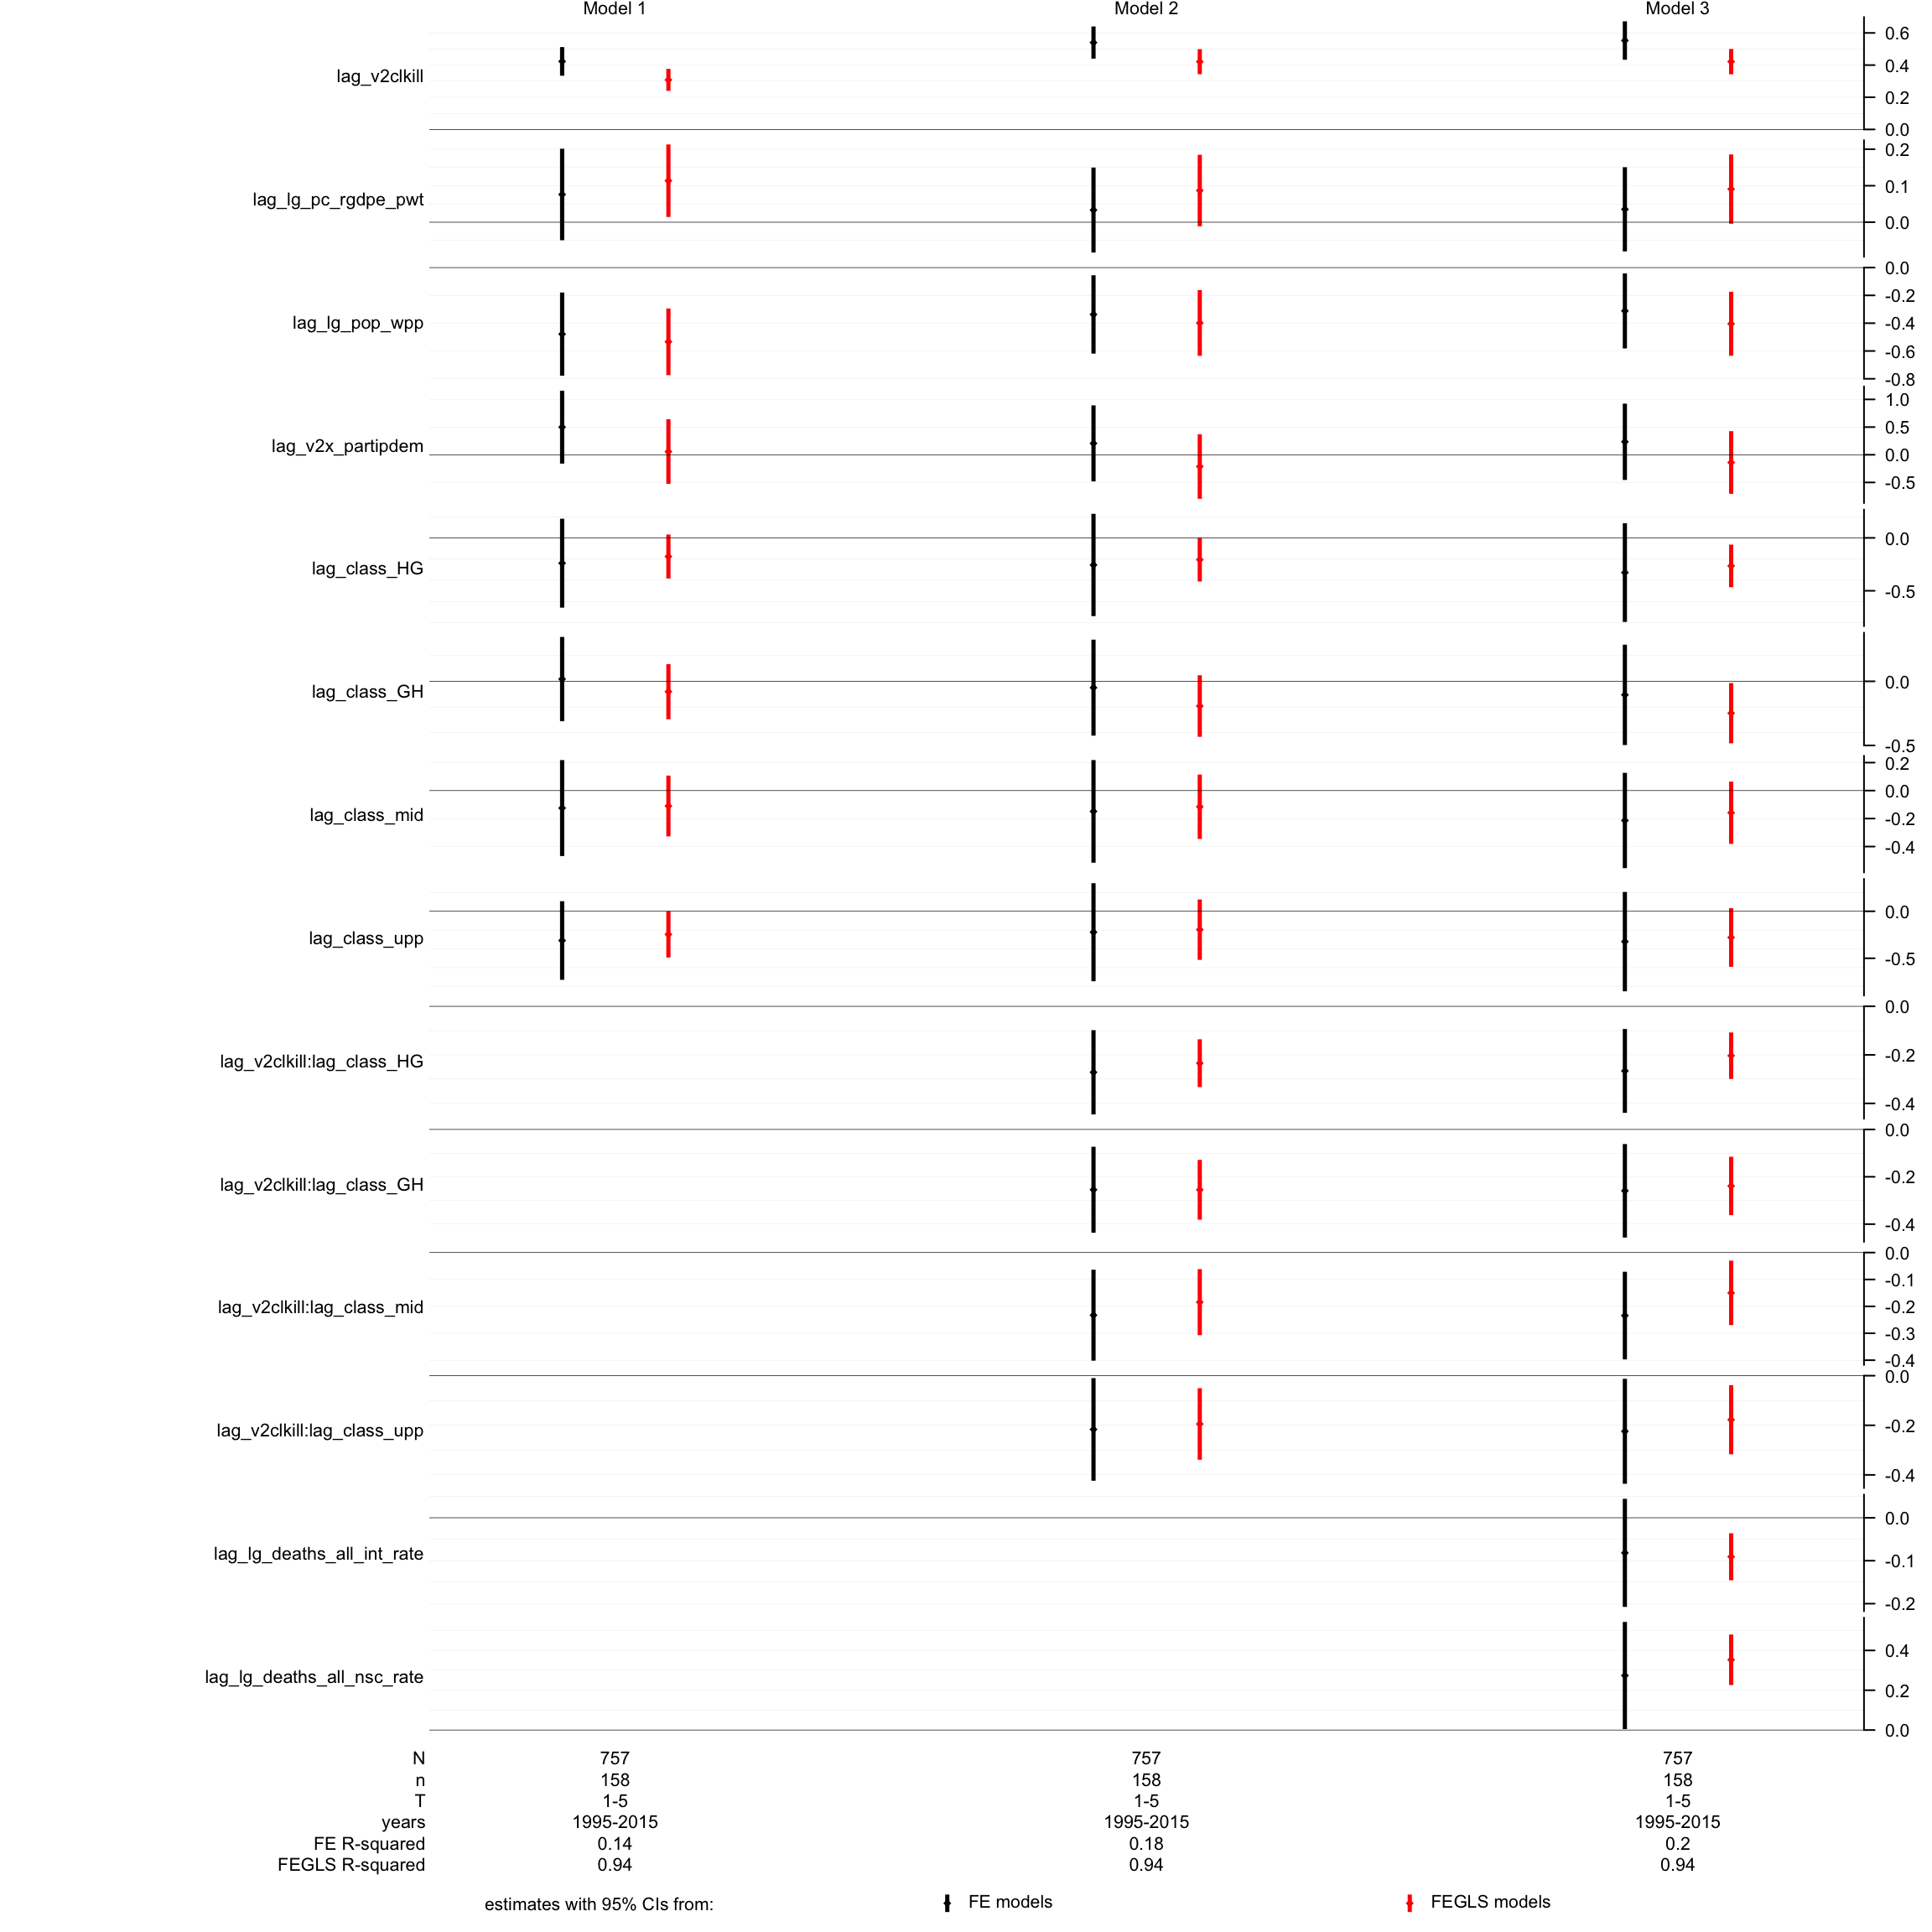 Model 1 Model 2 Model 3
lag_v2clkill
0.6
0.4
0.2
0.0
lag_lg_pc_rgdpe_pwt
0.2
0.1
0.0
lag_lg_pop_wpp
0.0
-0.2
-0.4
-0.6
-0.8
lag_v2x_partipdem
1.0
0.5
0.0
-0.5
lag_class_HG
0.0
-0.5
lag_class_GH
0.0
-0.5
lag_class_mid
0.2
0.0
-0.2
-0.4
lag_class_upp
0.0
-0.5
lag_v2clkill:lag_class_HG
0.0
-0.2
-0.4
lag_v2clkill:lag_class_GH
0.0
-0.2
-0.4
lag_v2clkill:lag_class_mid
0.0
-0.1
-0.2
-0.3
-0.4
lag_v2clkill:lag_class_upp
0.0
-0.2
-0.4
lag_lg_deaths_all_int_rate
0.0
-0.1
-0.2
lag_lg_deaths_all_nsc_rate
0.4
0.2
0.0
N 757 757 757
n 158 158 158
T 1-5 1-5 1-5
years 1995-2015 1995-2015 1995-2015
FE R-squared 0.14 0.18 0.2
FEGLS R-squared 0.94 0.94 0.94
estimates with 95% CIs from: FE models FEGLS models